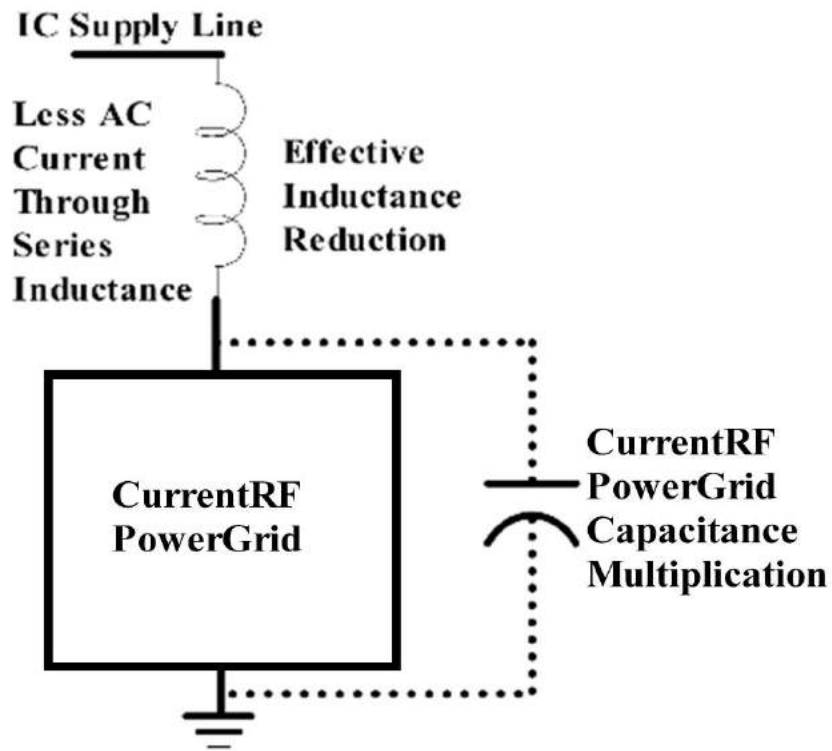 IC Supply Line
Less AC
Current
Through
Series
Inductance
Effective
Inductance
Reduction
CurrentRF
PowerGrid
CurrentRF
PowerGrid
Capacitance
Multiplication